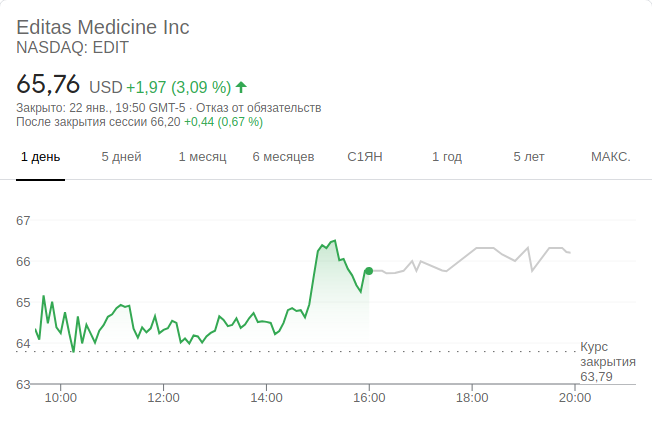 Editas Medicine Inc
NASDAQ: EDIT
65,76 USD +1,97 (3,09 %)
Закрыто: 22 янв., 19:50 GMT-5 · Отказ от обязательств
После закрытия сессии 66,20 +0,44 (0,67 %)
1 день 5 дней 1 месяц 6 месяцев С1ЯН 1 год 5 лет МАКС.
67
66
65
64
Курс
закрытия
63,79
63
10:00 12:00 14:00 16:00 18:00 20:00